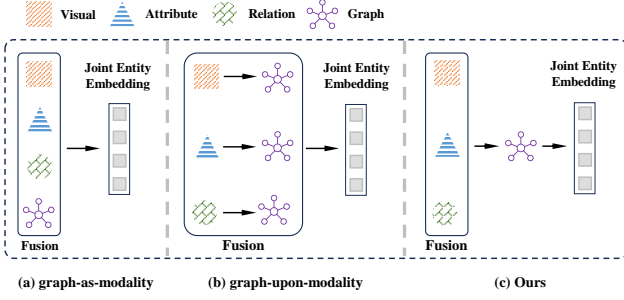 Visual Attribute Relation Graph
Joint Entity
Embedding
Fusion
Joint Entity
Embedding
Fusion
Joint Entity
Embedding
Fusion
(a) graph-as-modality (b) graph-upon-modality (c) Ours